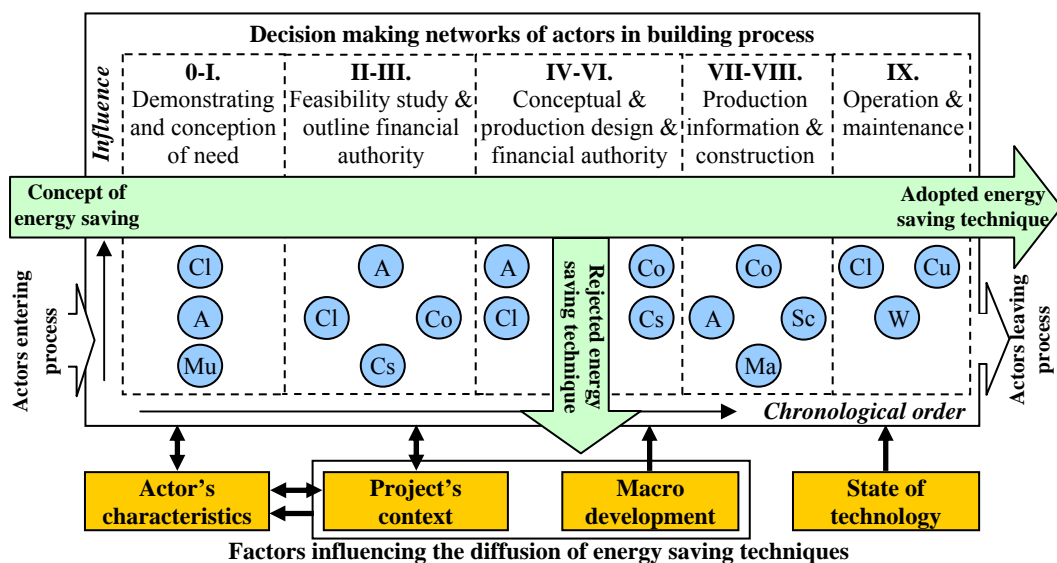 Decision making networks of actors in building process
0-I.
Demonstrating
and conception
of need
II-III.
Feasibility study &
outline financial
authority
IV-VI.
Conceptual &
production design &
financial authority
VII-VIII.
Production
information &
construction
IX.
Operation &
maintenance
Influence
Concept of
energy saving
Adopted energy
saving technique
Rejected energy
saving technique
Actors entering
process
Cl
A
Mu
A
Cl
Co
Cs
A
Co
Cl
Cs
Co
A
Sc
Ma
Cl
Cu
W
Actors leaving
process
Chronological order
Actor's
characteristics
Project's
context
Macro
development
State of
technology
Factors influencing the diffusion of energy saving techniques